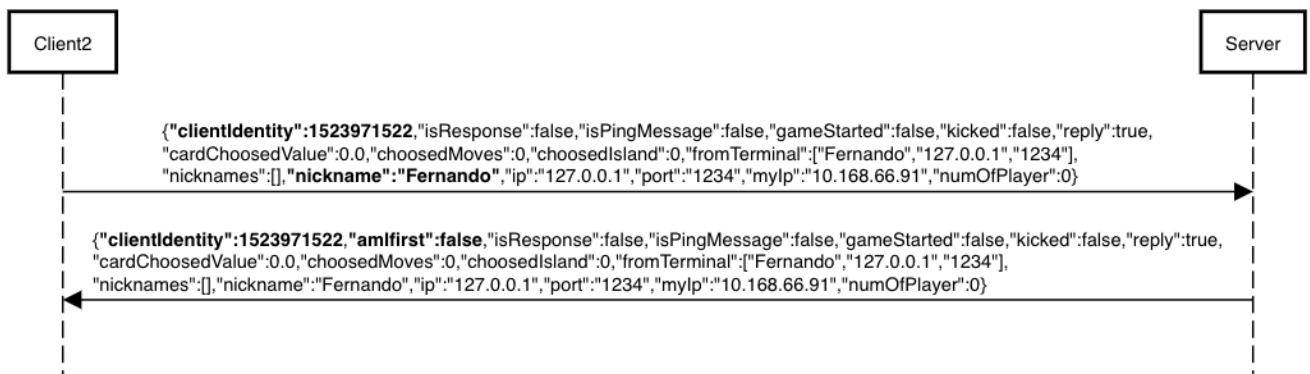 Client2
Server
{"clientIdentity":1523971522,"isResponse":false,"isPingMessage":false,"gameStarted":false,"kicked":false,"reply":true,
"cardChoosedValue":0.0,"choosedMoves":0,"choosedIsland":0,"fromTerminal":["Fernando","127.0.0.1","1234"],
"nicknames":[],"nickname":"Fernando","ip":"127.0.0.1","port":"1234","myIp":"10.168.66.91","numOfPlayer":0}
{"clientIdentity":1523971522,"amIfirst":false,"isResponse":false,"isPingMessage":false,"gameStarted":false,"kicked":false,"reply":true,
"cardChoosedValue":0.0,"choosedMoves":0,"choosedIsland":0,"fromTerminal":["Fernando","127.0.0.1","1234"],
"nicknames":[],"nickname":"Fernando","ip":"127.0.0.1","port":"1234","myIp":"10.168.66.91","numOfPlayer":0}